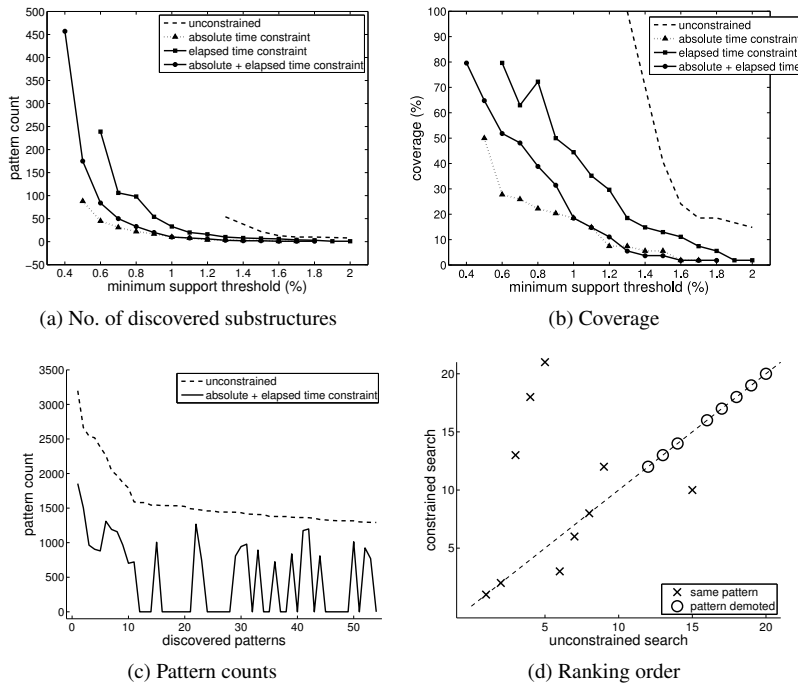 500
450
400
350
300
250
200
150
100
50
0
−50
pattern count
unconstrained
absolute time constraint
elapsed time constraint
absolute + elapsed time constraint
0.4 0.6 0.8 1 1.2 1.4 1.6 1.8 2
minimum support threshold (%)
(a) No. of discovered substructures
100
90
80
70
60
50
40
30
20
10
0
coverage (%)
unconstrained
absolute time constraint
elapsed time constraint
absolute + elapsed time
0.4 0.6 0.8 1 1.2 1.4 1.6 1.8 2
minimum support threshold (%)
(b) Coverage
3500
3000
2500
2000
1500
1000
500
0
pattern count
unconstrained
absolute + elapsed time constraint
0 10 20 30 40 50
discovered patterns
(c) Pattern counts
20
15
10
5
constrained search
same pattern
pattern demoted
5 10 15 20
unconstrained search
(d) Ranking order